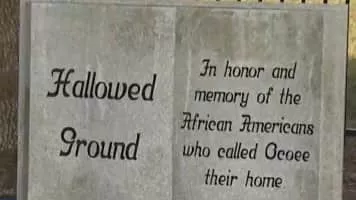 Hallowed
Ground
In honor and
memory of the
African Americans
who called Ocoee
their home